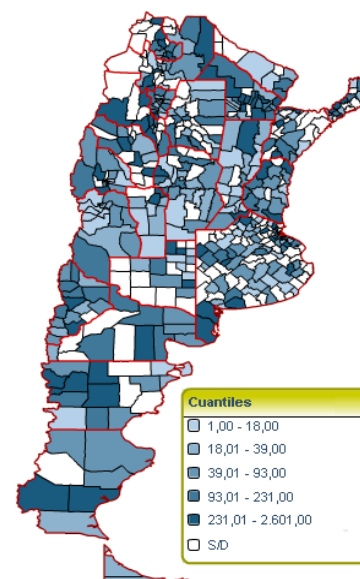 Cuantiles
1,00 - 18,00
18,01 - 39,00
39,01 - 93,00
93,01 - 231,00
231,01 - 2.601,00
S/D